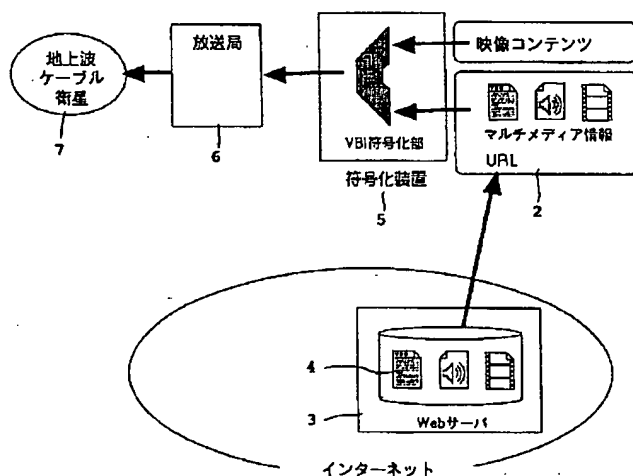 地上波
ケーブル
衛星
7
放送局
6
VBI符号化部
符号化装置
5
映像コンテンツ
マルチメディア情報
URL
2
4
3
Webサーバ
インターネット